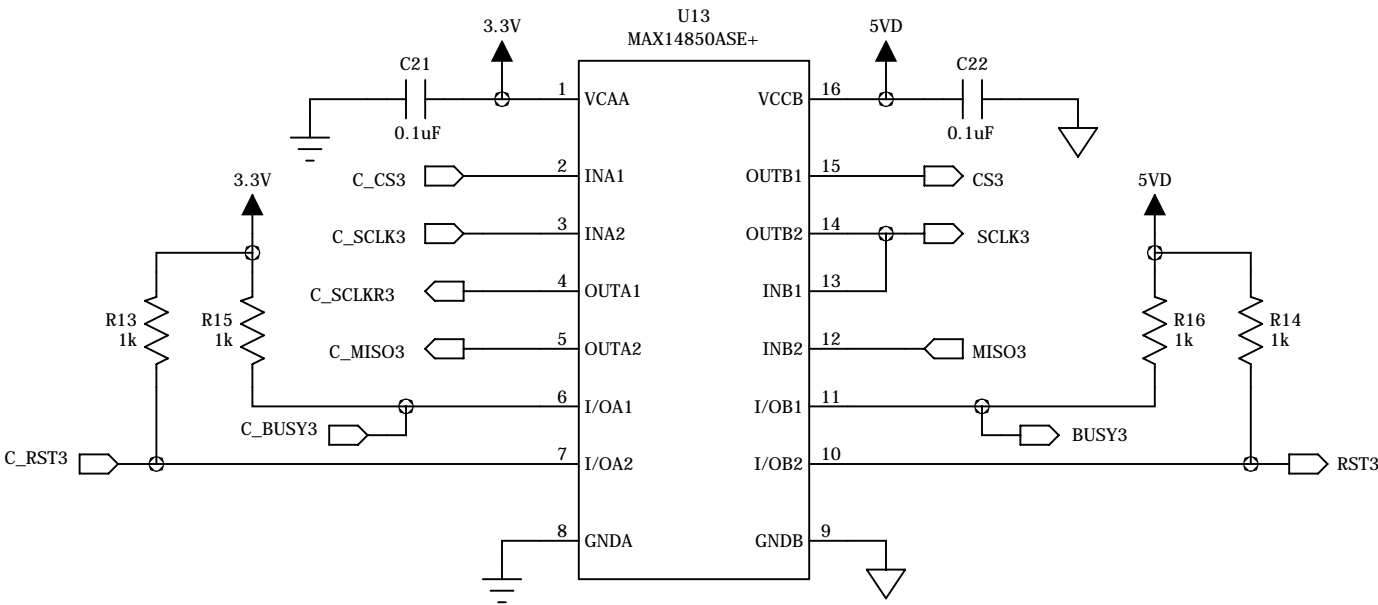 U13
MAX14850ASE+
3.3V
5VD
C21
C22
1
VCAA
VCCB
16
0.1uF
0.1uF
C_CS3
2
INA1
OUTB1
15
CS3
3.3V
5VD
C_SCLK3
3
INA2
OUTB2
14
SCLK3
C_SCLKR3
4
OUTA1
INB1
13
R13
1k
R15
1k
R16
1k
R14
1k
C_MISO3
5
OUTA2
INB2
12
MISO3
6
I/OA1
I/OB1
11
C_BUSY3
BUSY3
C_RST3
7
I/OA2
I/OB2
10
RST3
8
GNDA
GNDB
9